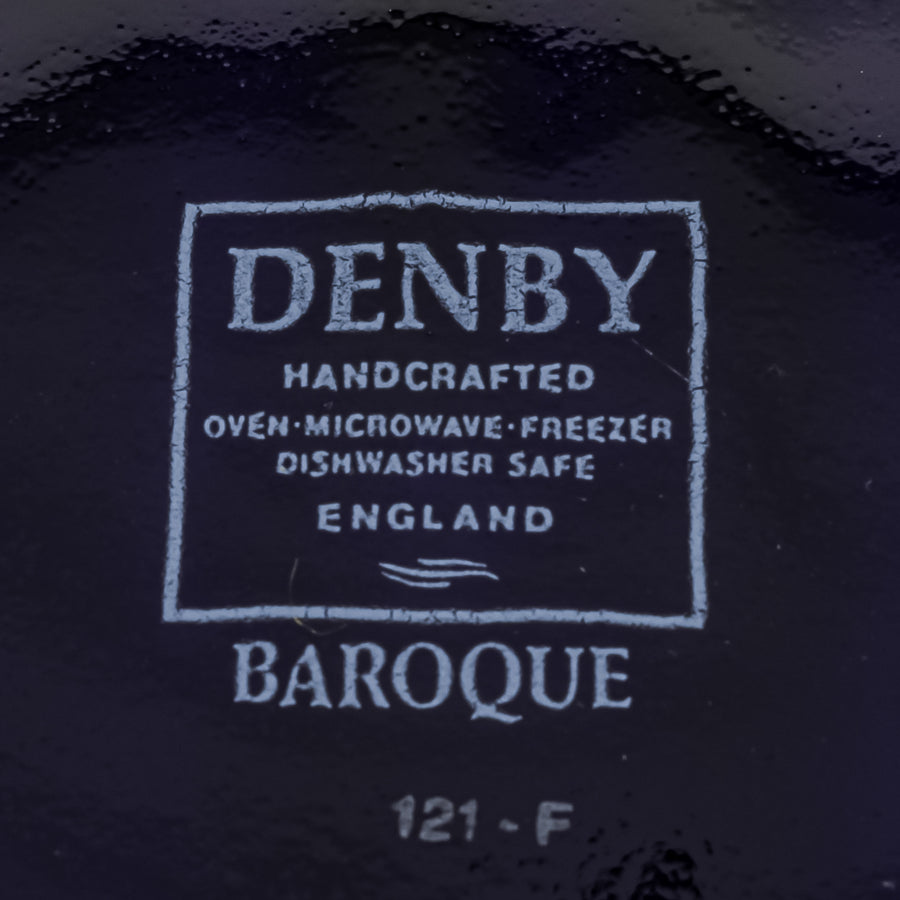 DENBY
HANDCRAFTED
OVEN·MICROWAVE·FREEZER
DISHWASHER SAFE
ENGLAND
BAROQUE
121 - F